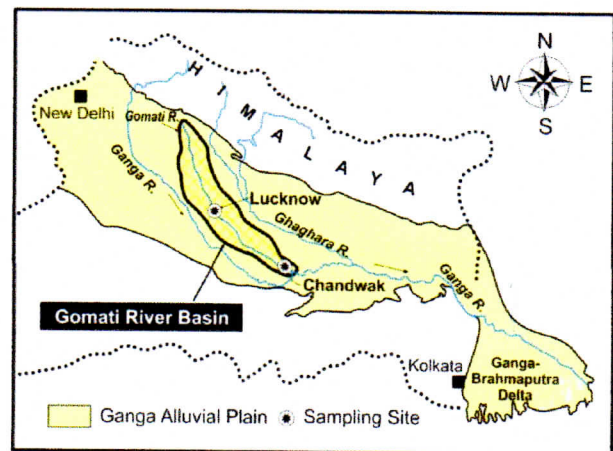 N
W E
S
HIMALAYA
New Delhi
Gomati R.
Ganga R.
Lucknow
Ghaghara R.
Chandwak
Ganga R.
Gomati River Basin
Kolkata
Ganga-
Brahmaputra
Delta
Ganga Alluvial Plain Sampling Site